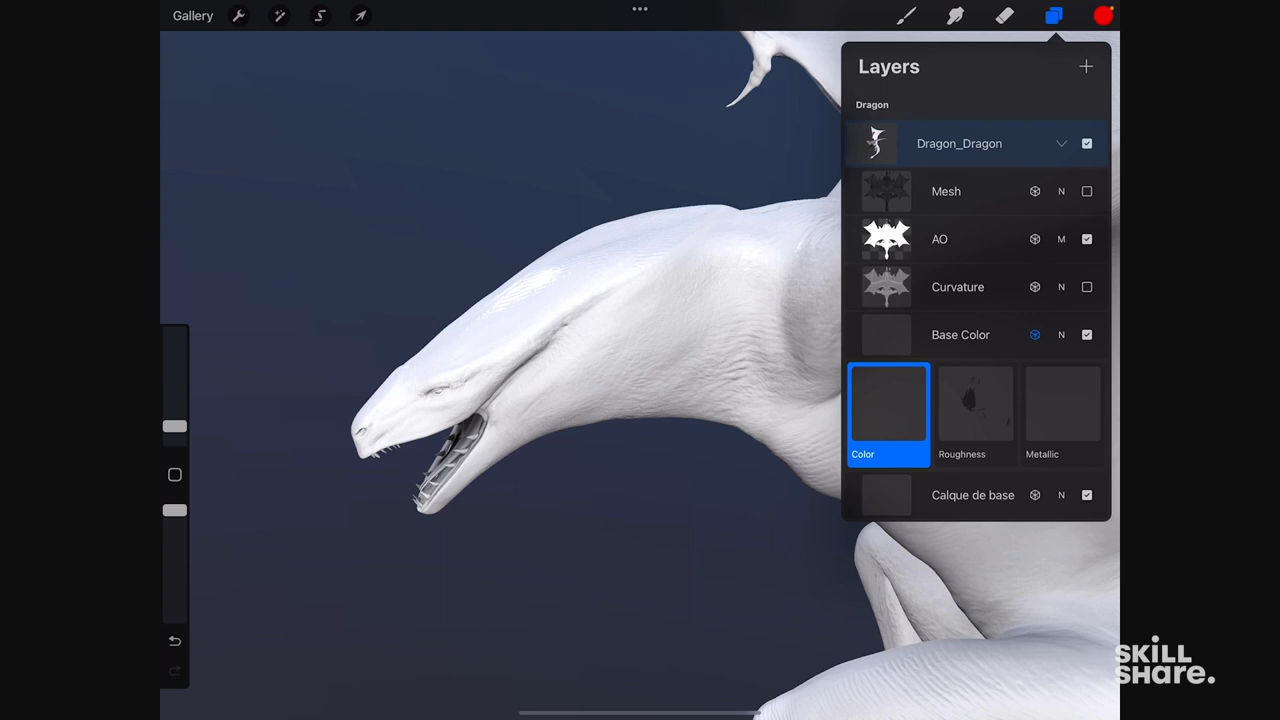 Gallery
Layers
Dragon
Dragon_Dragon
Mesh N
AO M
Curvature N
Base Color N
Color Roughness Metallic
Calque de base N
SKiLL
SHare.